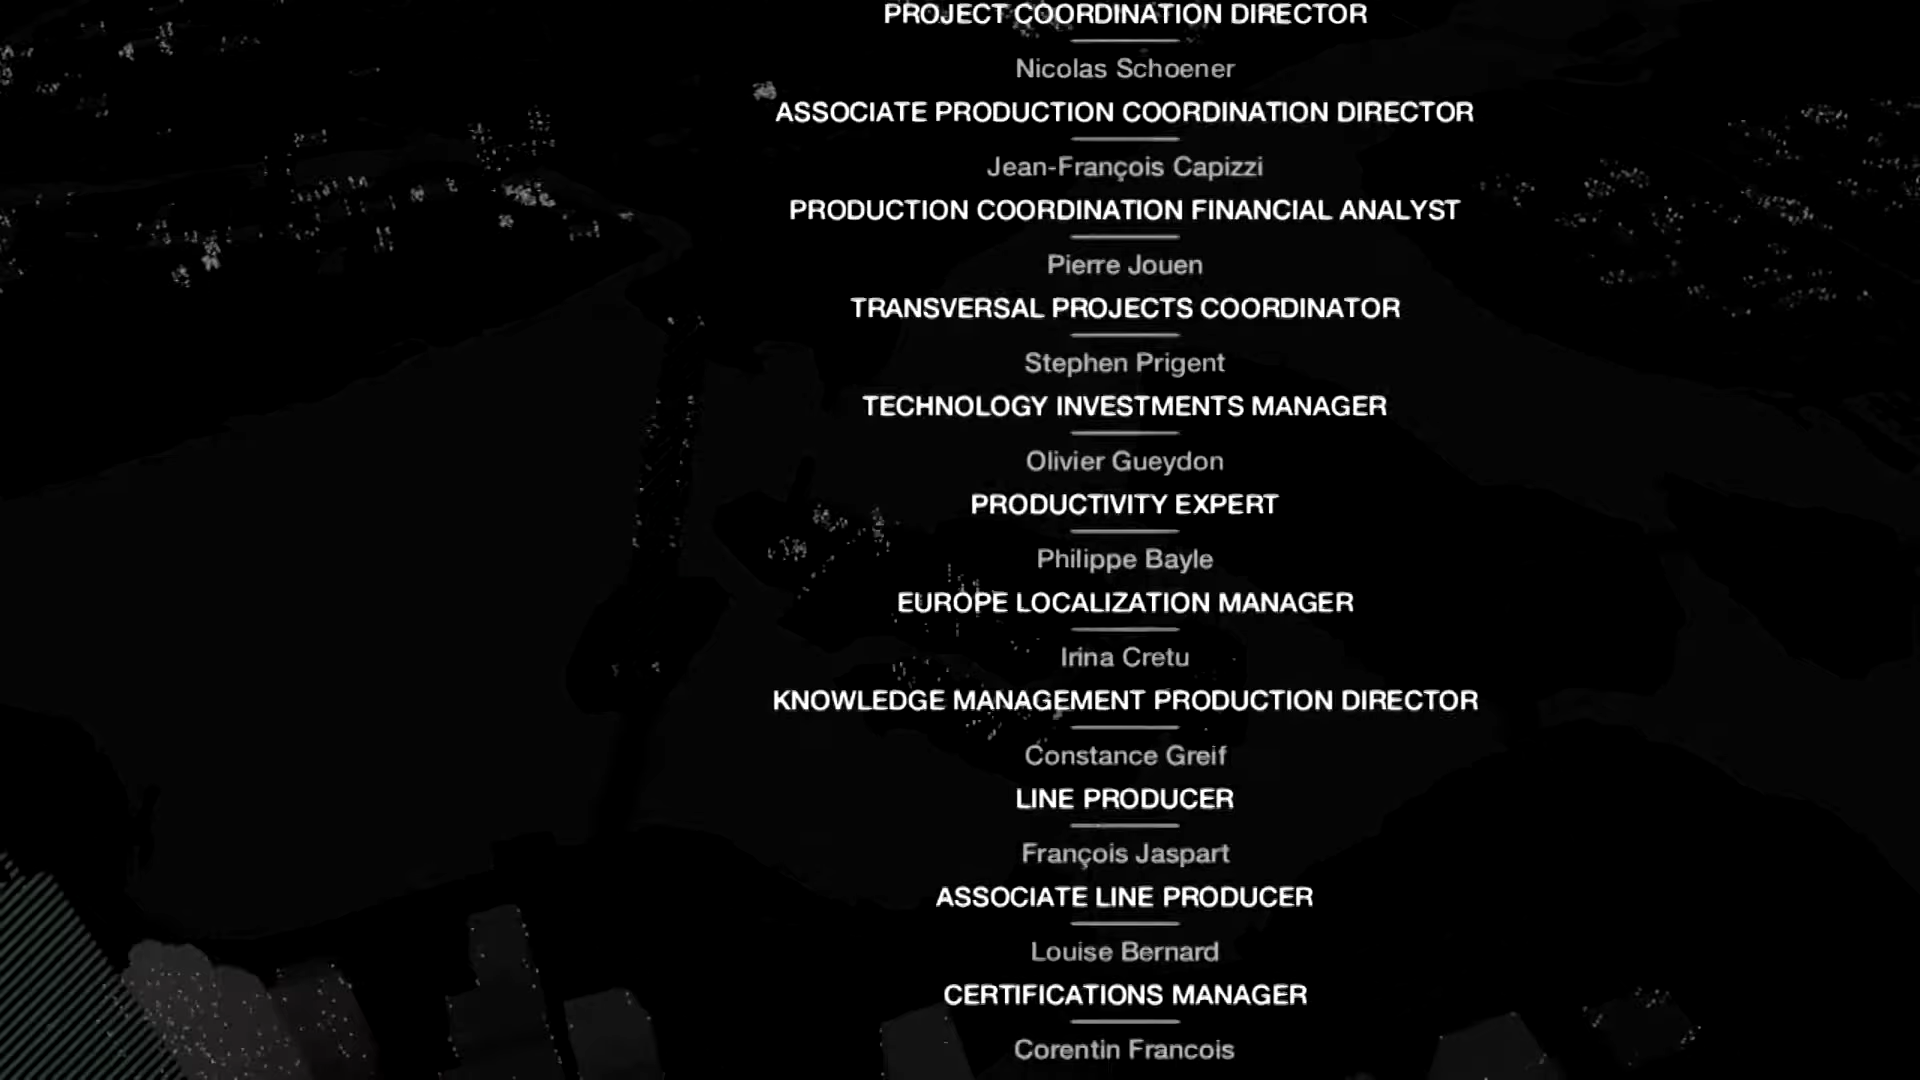 PROJECT COORDINATION DIRECTOR
Nicolas Schoener
ASSOCIATE PRODUCTION COORDINATION DIRECTOR
Jean-François Capizzi
PRODUCTION COORDINATION FINANCIAL ANALYST
Pierre Jouen
TRANSVERSAL PROJECTS COORDINATOR
Stephen Prigent
TECHNOLOGY INVESTMENTS MANAGER
Olivier Gueydon
PRODUCTIVITY EXPERT
Philippe Bayle
EUROPE LOCALIZATION MANAGER
Irina Cretu
KNOWLEDGE MANAGEMENT PRODUCTION DIRECTOR
Constance Greif
LINE PRODUCER
François Jaspart
ASSOCIATE LINE PRODUCER
Louise Bernard
CERTIFICATIONS MANAGER
Corentin Francois